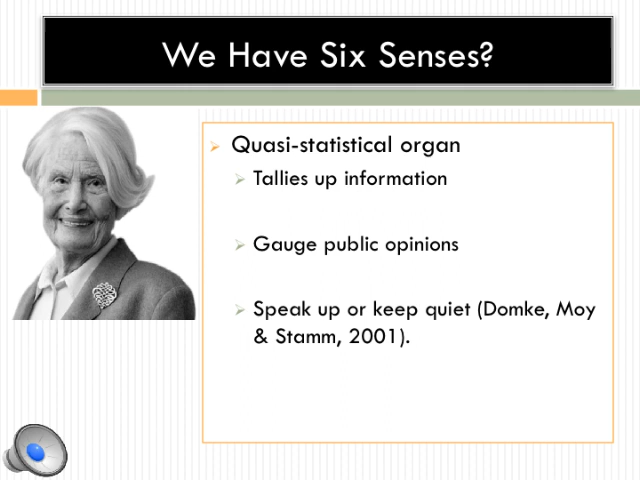 We Have Six Senses?
Quasi-statistical organ
Tallies up information
Gauge public opinions
Speak up or keep quiet (Domke, Moy
& Stamm, 2001).